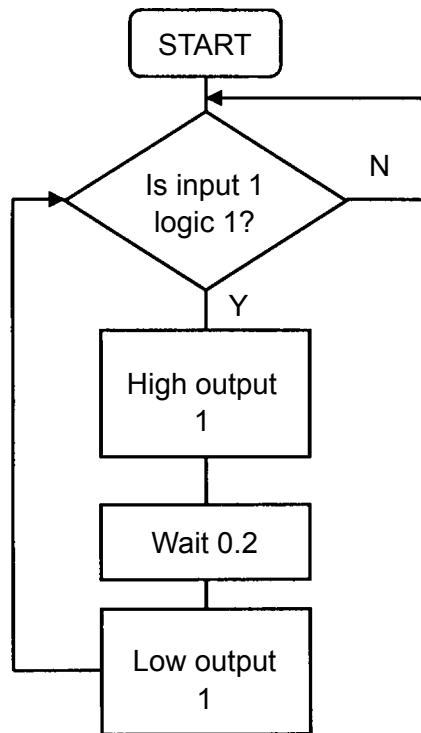 START
Is input 1
logic 1?
N
Y
High output
1
Wait 0.2
Low output
1